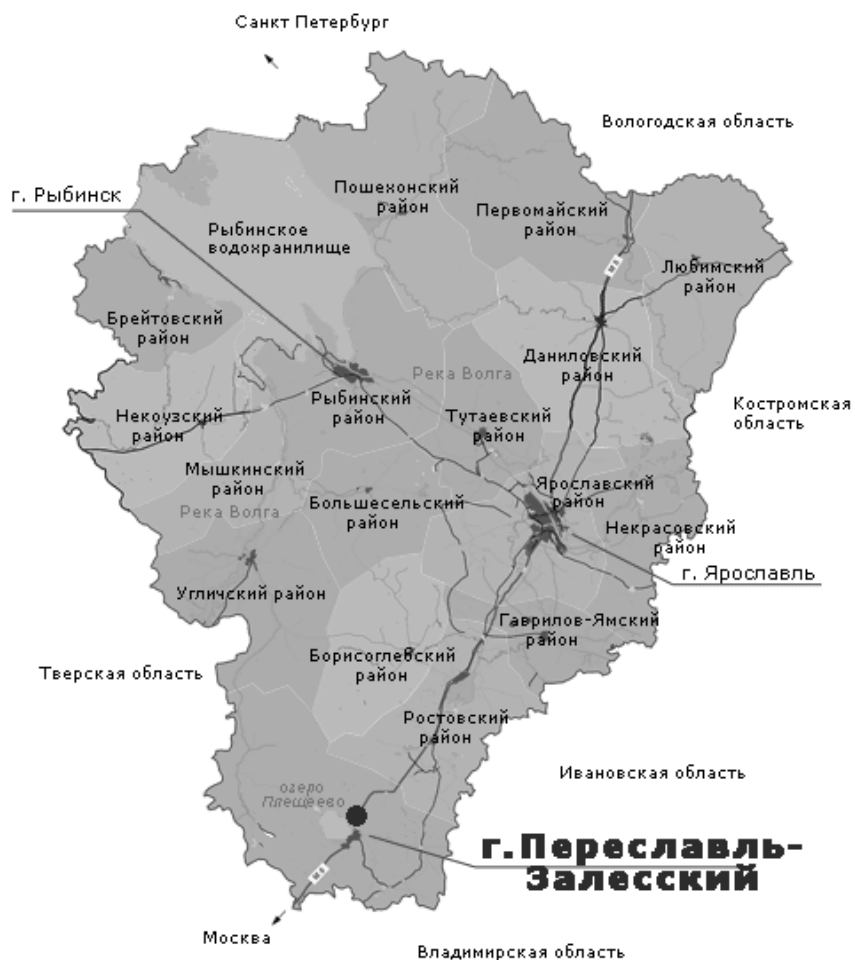 Санкт Петербург
Вологодская область
Пошехонский
район
г. Рыбинск
Первомайский
район
Рыбинское
водохранилище
Любимский
район
Брейтовский
район
Даниловский
район
Река Волга
Рыбинский
район
Костромская
область
Некоузский
район
Тутаевский
район
Мышкинский
район
Ярославский
район
Большесельский
район
Река Волга
Некрасовский
район
г. Ярославль
Угличский район
Гаврилов-Ямский
район
Борисоглебский
район
Тверская область
Ростовский
район
Ивановская область
озеро
Плещеево
г.Переславль-
Залесский
Москва
Владимирская область